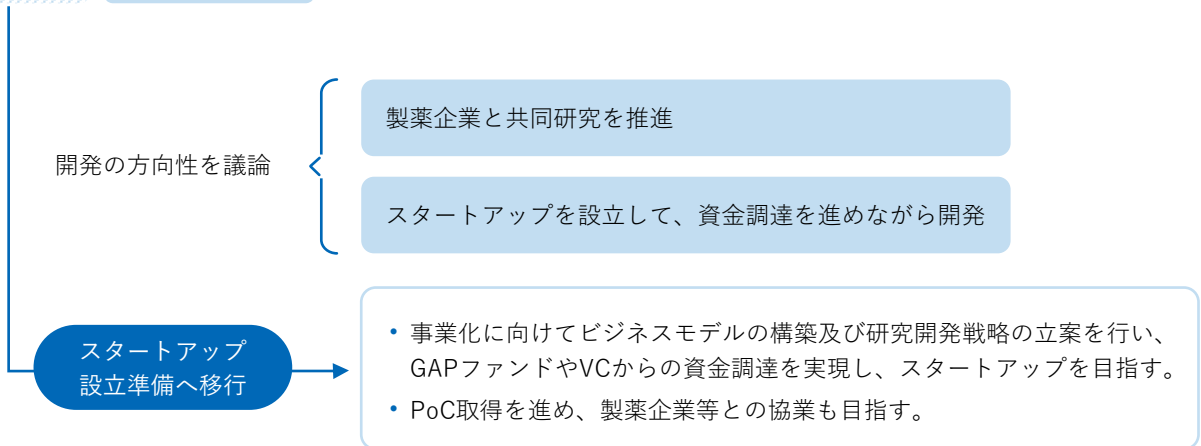 製薬企業と共同研究を推進
開発の方向性を議論
スタートアップを設立して、資金調達を進めながら開発
スタートアップ
設立準備へ移行
• 事業化に向けてビジネスモデルの構築及び研究開発戦略の立案を行い、
GAPファンドやVCからの資金調達を実現し、スタートアップを目指す。
• PoC取得を進め、製薬企業等との協業も目指す。